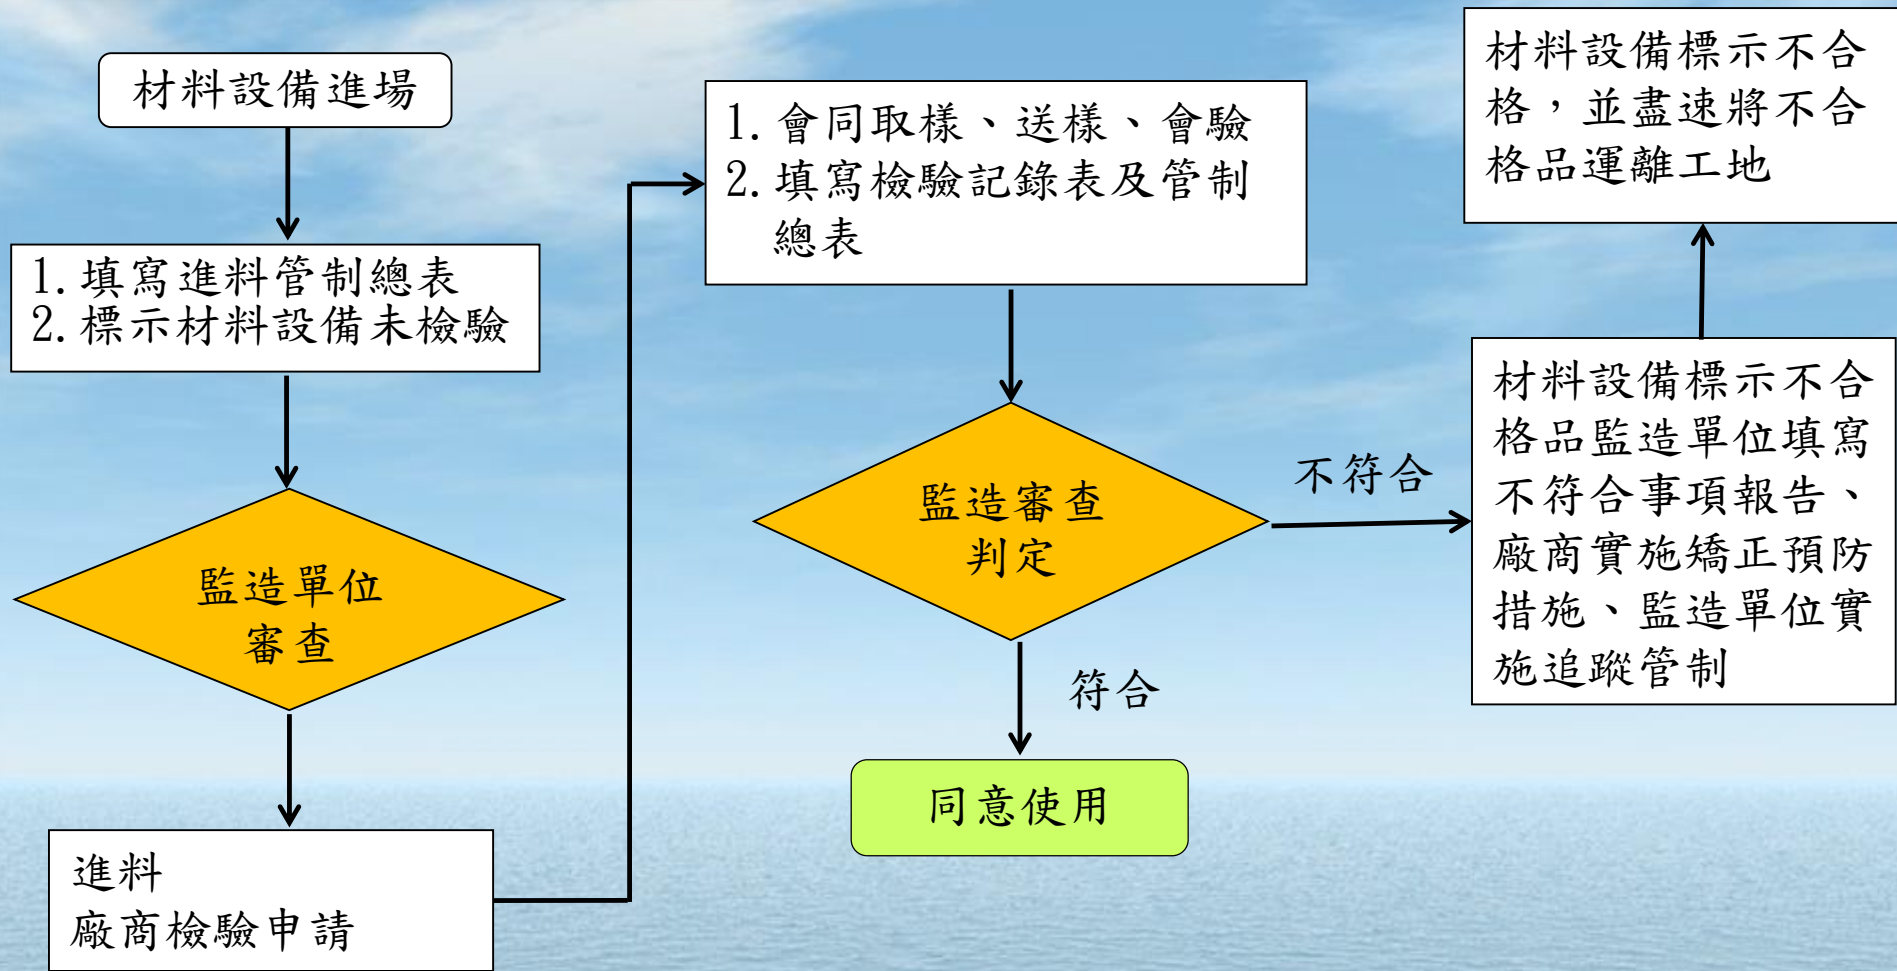 材料設備進場
1. 填寫進料管制總表
2. 標示材料設備未檢驗
監造單位
審查
進料
廠商檢驗申請
1. 會同取樣、送樣、會驗
2. 填寫檢驗記錄表及管制
總表
監造審查
判定
符合
同意使用
不符合
材料設備標示不合
格品監造單位填寫
不符合事項報告、
廠商實施矯正預防
措施、監造單位實
施追蹤管制
材料設備標示不合
格，並盡速將不合
格品運離工地